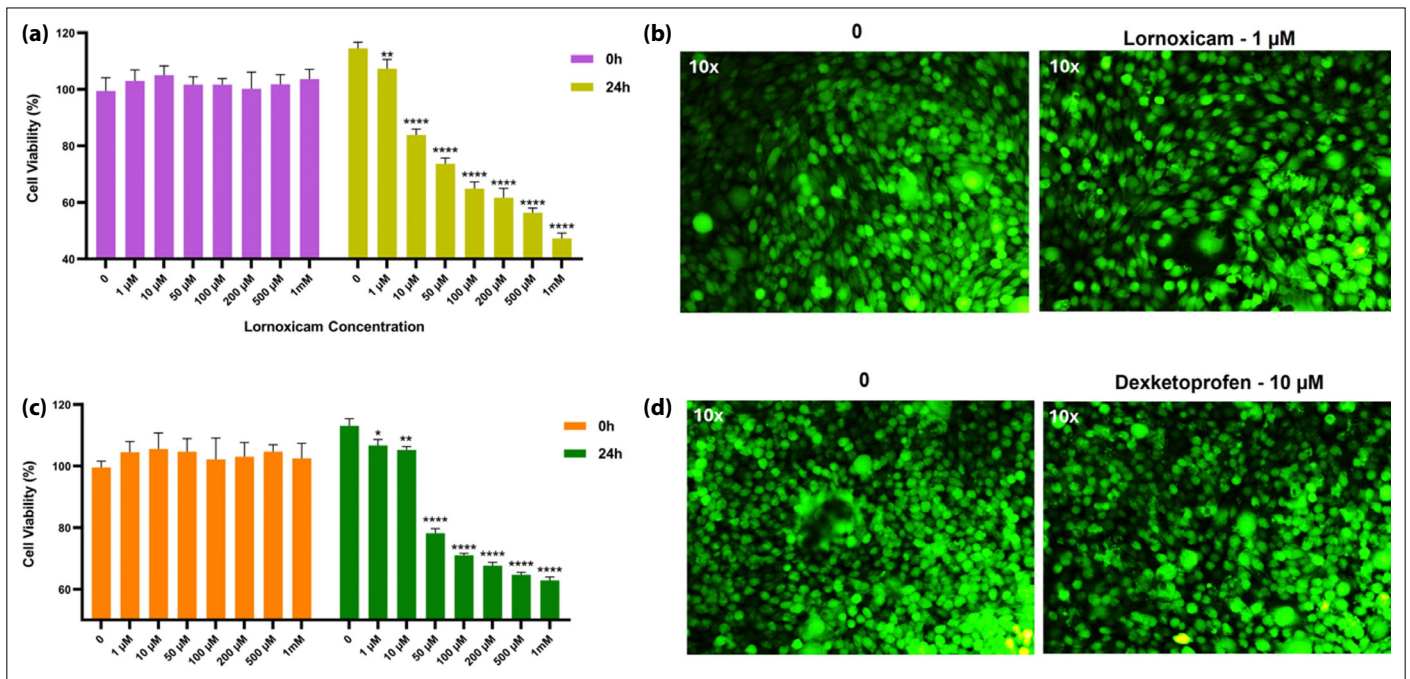 (a)
120
100
80
60
40
Cell Viability (%)
0h
24h
**
****
****
****
****
****
****
0 1 µM 10 µM 50 µM 100 µM 200 µM 500 µM 1mM 0 1 µM 10 µM 50 µM 100 µM 200 µM 500 µM 1mM
Lornoxicam Concentration
(b)
0 Lornoxicam - 1 µM
10x 10x
(c)
120
100
80
60
Cell Viability (%)
0h
24h
*
**
****
****
****
****
****
0 1 µM 10 µM 50 µM 100 µM 200 µM 500 µM 1mM 0 1 µM 10 µM 50 µM 100 µM 200 µM 500 µM 1mM
(d)
0 Dexketoprofen - 10 µM
10x 10x